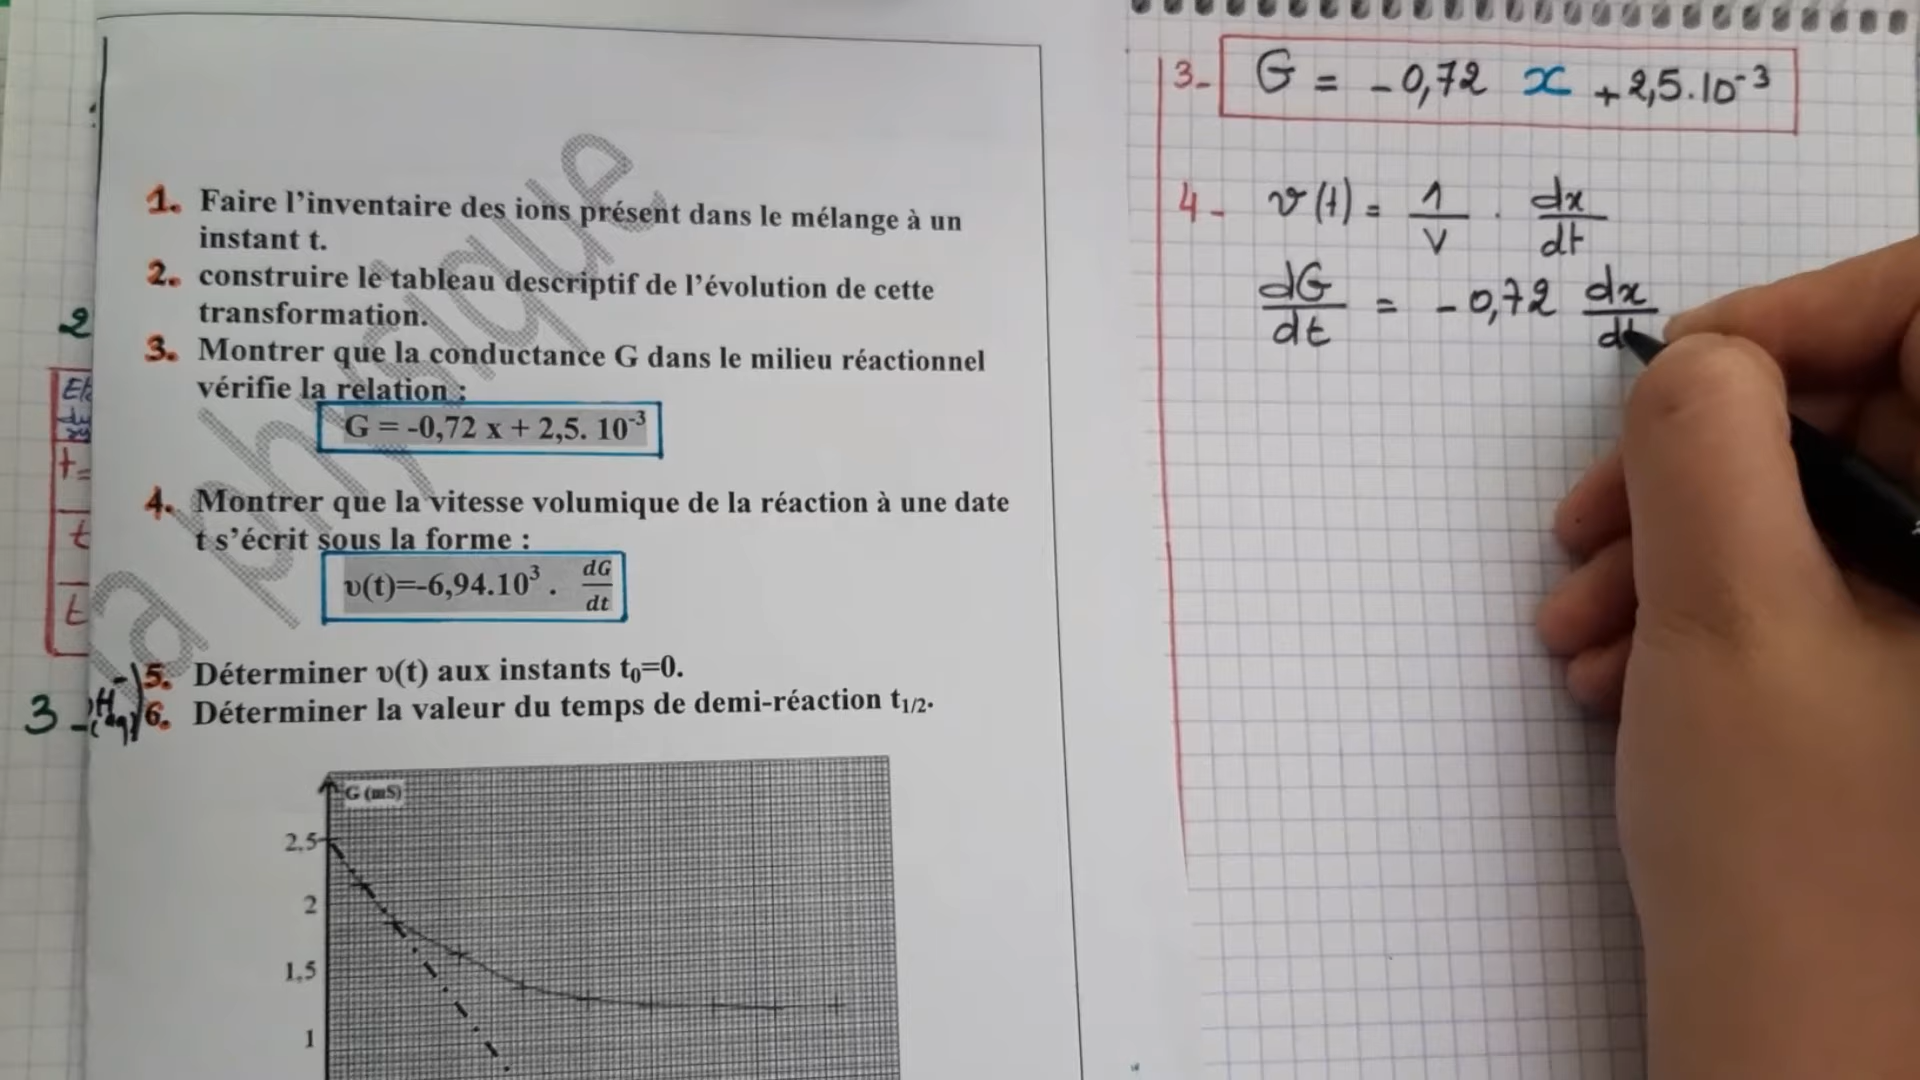 1. Faire l’inventaire des ions présent dans le mélange à un
instant t.
2. construire le tableau descriptif de l’évolution de cette
transformation.
3. Montrer que la conductance G dans le milieu réactionnel
vérifie la relation :
G = -0,72 x + 2,5. 10⁻³
4. Montrer que la vitesse volumique de la réaction à une date
t s’écrit sous la forme :
υ(t)=-6,94.10³ . dG/dt
5. Déterminer υ(t) aux instants t₀=0.
6. Déterminer la valeur du temps de demi-réaction t₁/₂.
G (mS)
2,5
2
1,5
1
la physique
2
t=
t
t
3-
3- G = -0,72 x + 2,5.10⁻³
4- v(t) = 1/V . dx/dt
dG/dt = -0,72 dx/dt